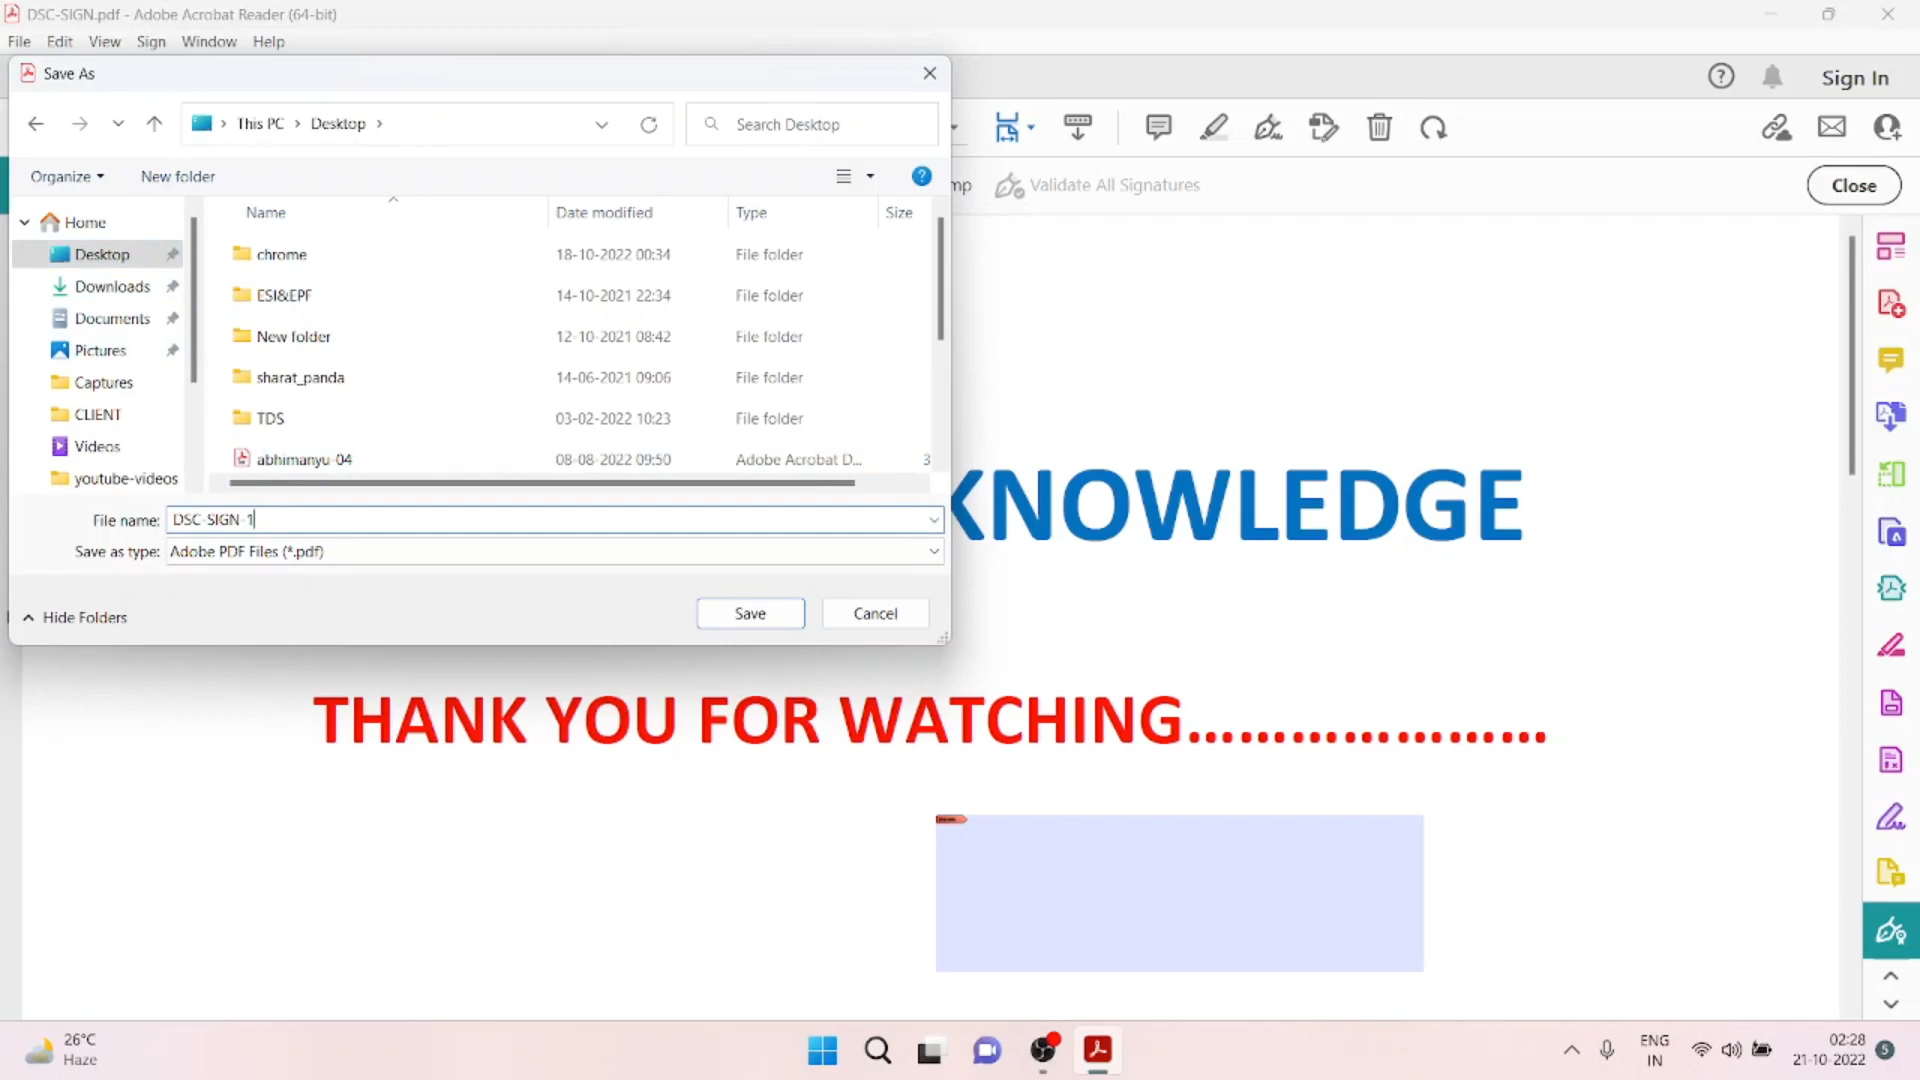 DSC-SIGN.pdf - Adobe Acrobat Reader (64-bit)
File Edit View Sign Window Help
Save As
Sign In
This PC > Desktop >
Search Desktop
Organize
New folder
mp
Validate All Signatures
Close
Name Date modified Type Size
Home
Desktop
Downloads
Documents
Pictures
Captures
CLIENT
Videos
youtube-videos
chrome 18-10-2022 00:34 File folder
ESI&EPF 14-10-2021 22:34 File folder
New folder 12-10-2021 08:42 File folder
sharat_panda 14-06-2021 09:06 File folder
TDS 03-02-2022 10:23 File folder
abhimanyu-04 08-08-2022 09:50 Adobe Acrobat D... 3
File name: DSC-SIGN-1
Save as type: Adobe PDF Files (*.pdf)
Hide Folders
Save
Cancel
KNOWLEDGE
THANK YOU FOR WATCHING.....................
26°C
Haze
ENG
IN
02:28
21-10-2022
5